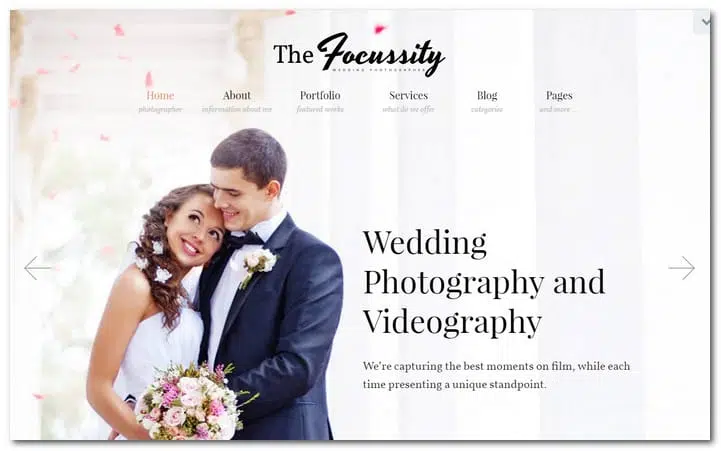 The Focussity
WEDDING PHOTOGRAPHER
Home About Portfolio Services Blog Pages
photographer information about me featured works what do we offer categories and more...
Wedding
Photography and
Videography
We're capturing the best moments on film, while each
time presenting a unique standpoint.